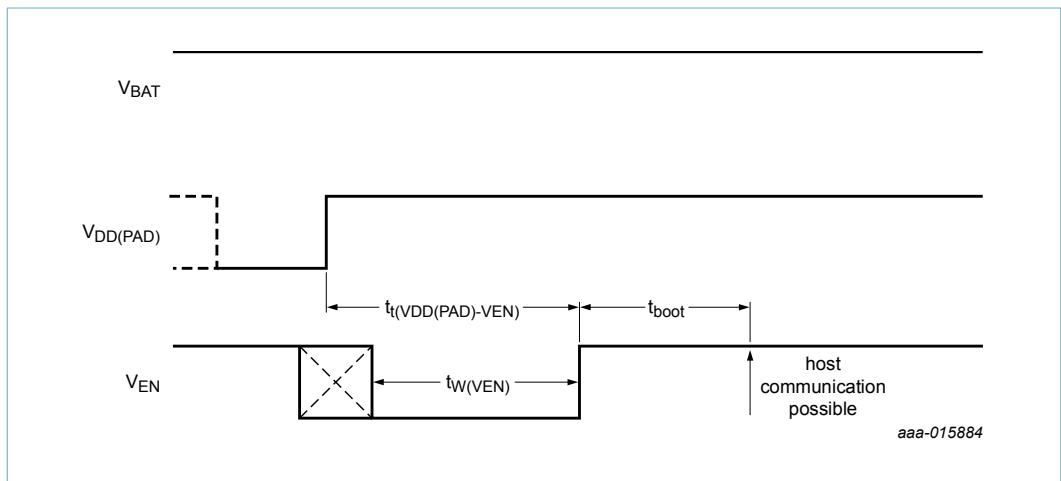 VBAT
VDD(PAD)
tt(VDD(PAD)-VEN)
tboot
VEN
tW(VEN)
host
communication
possible
aaa-015884